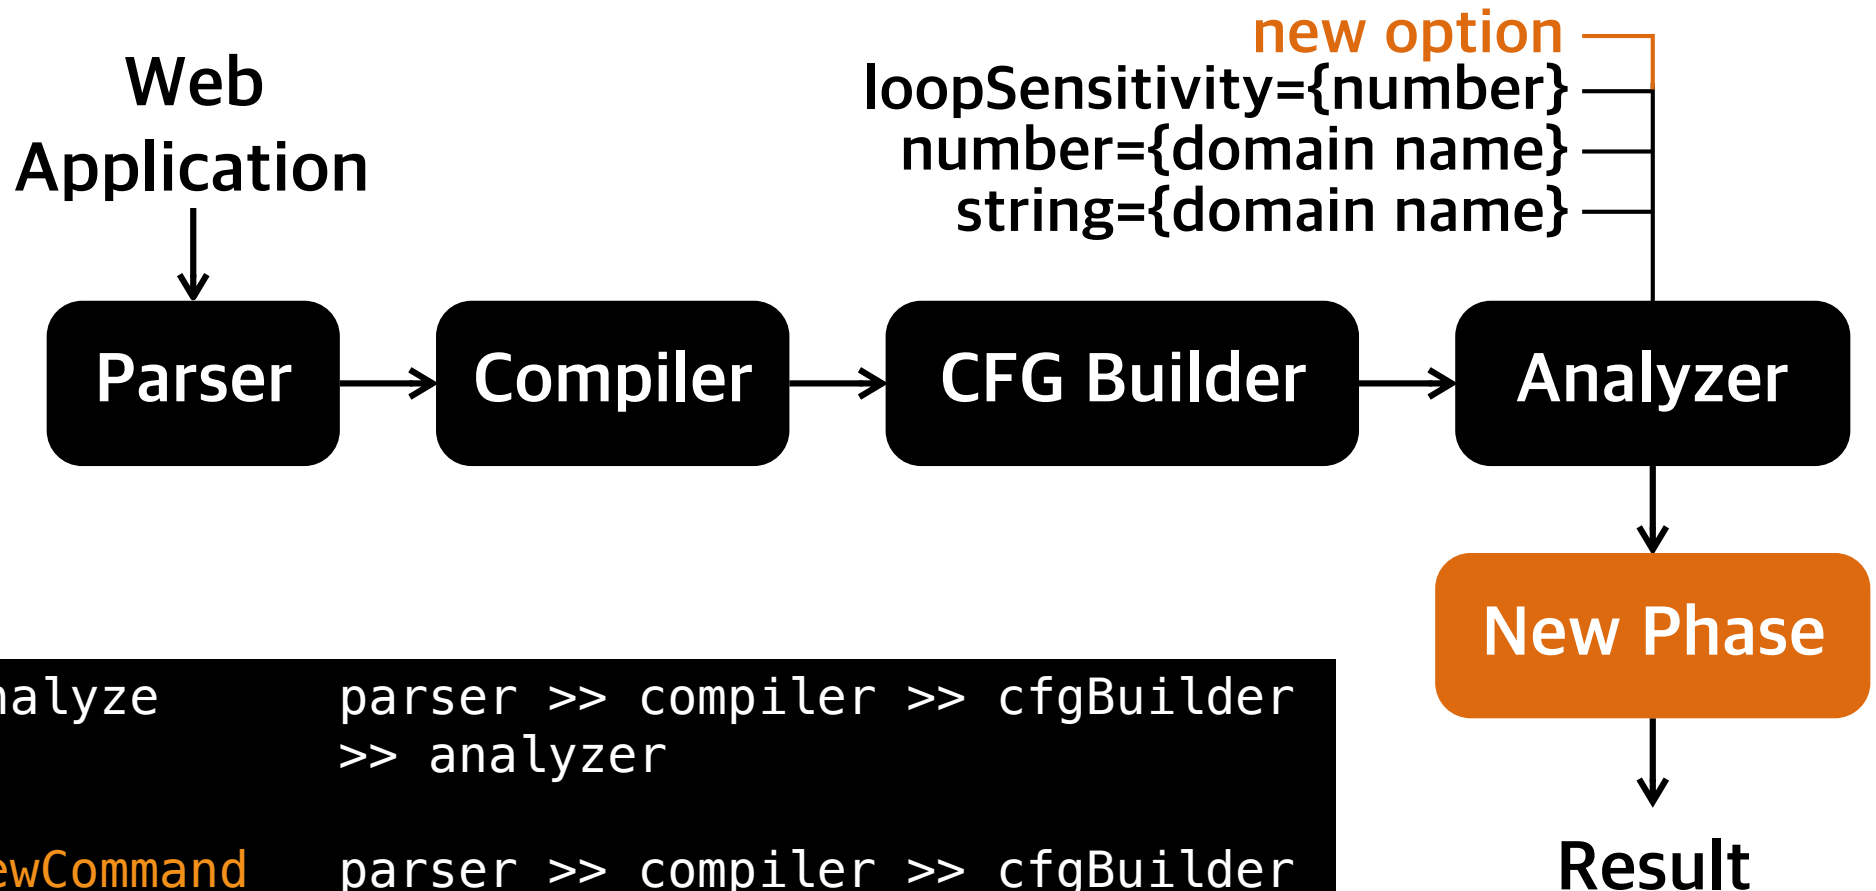 Web
Application
new option
loopSensitivity={number}
number={domain name}
string={domain name}
Parser
Compiler
CFG Builder
Analyzer
New Phase
nalyze parser >> compiler >> cfgBuilder
>> analyzer
ewCommand parser >> compiler >> cfgBuilder
Result